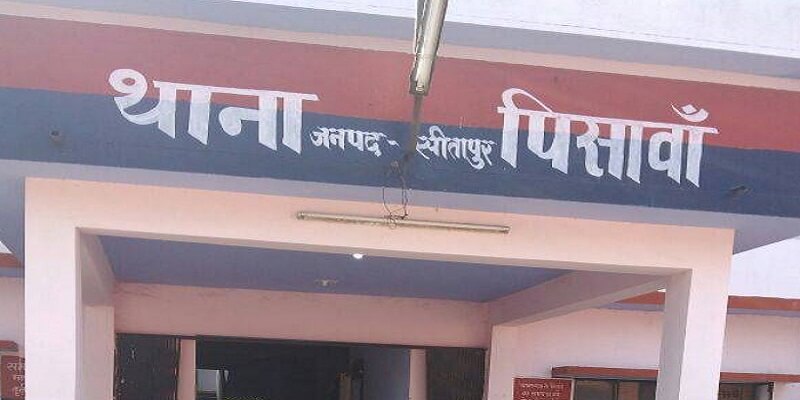 थाना जनपद - सीतापुर पिसावाँ